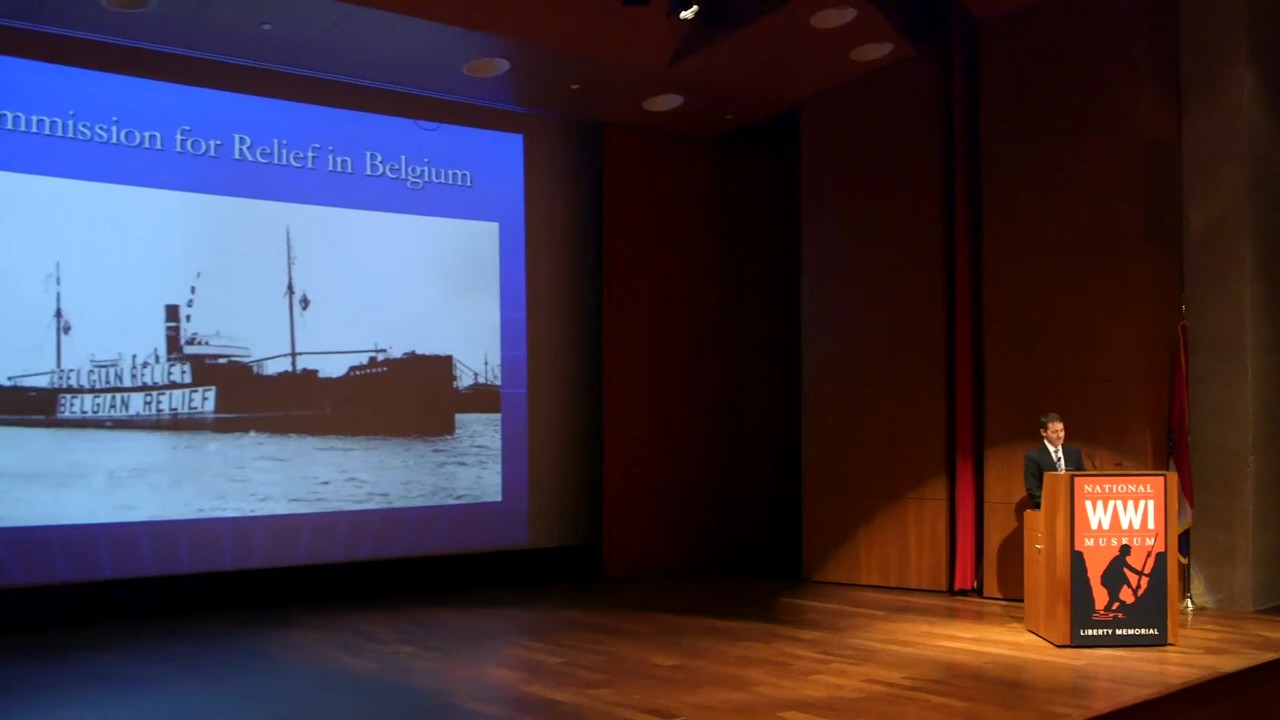 mmission for Relief in Belgium
BELGIAN RELIEF
BELGIAN RELIEF
NATIONAL
WWI
MUSEUM
LIBERTY MEMORIAL